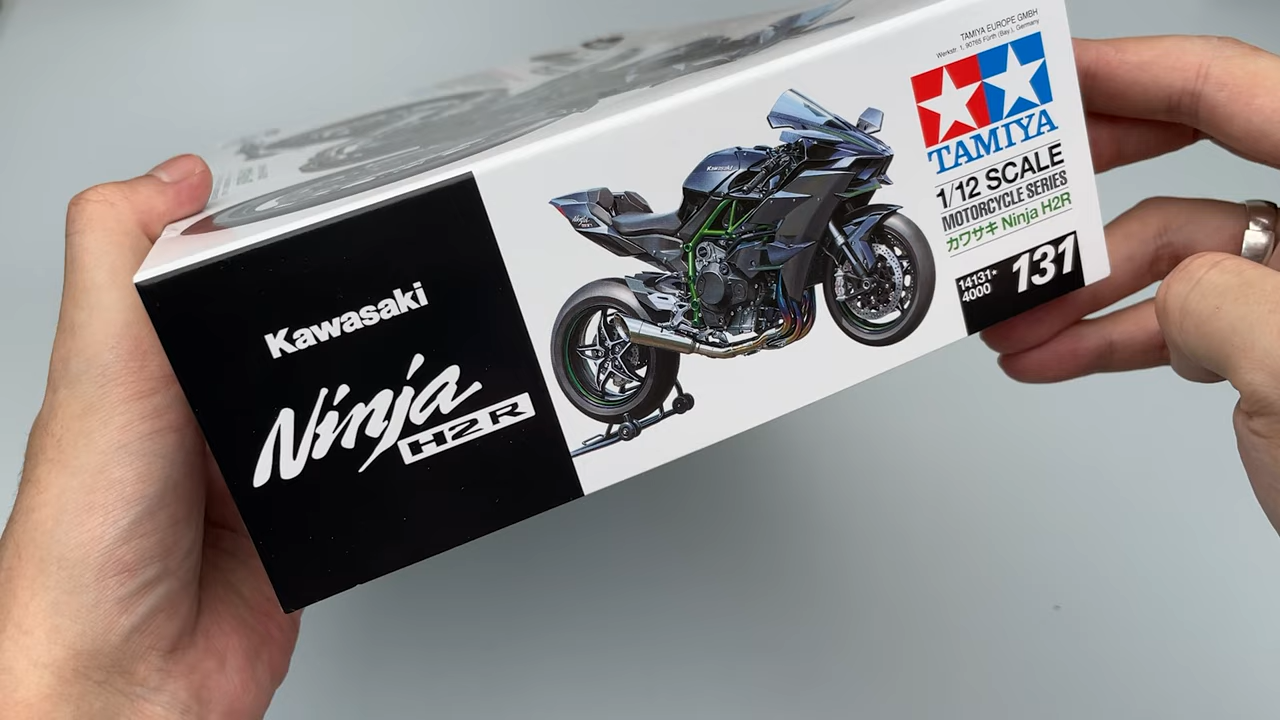 Kawasaki
Ninja
H2R
Kawasaki
TAMIYA EUROPE GMBH
Werkstr. 1, 90765 Fürth (Bay.), Germany
TAMIYA
1/12 SCALE
MOTORCYCLE SERIES
カワサキ Ninja H2R
14131★
4000
131